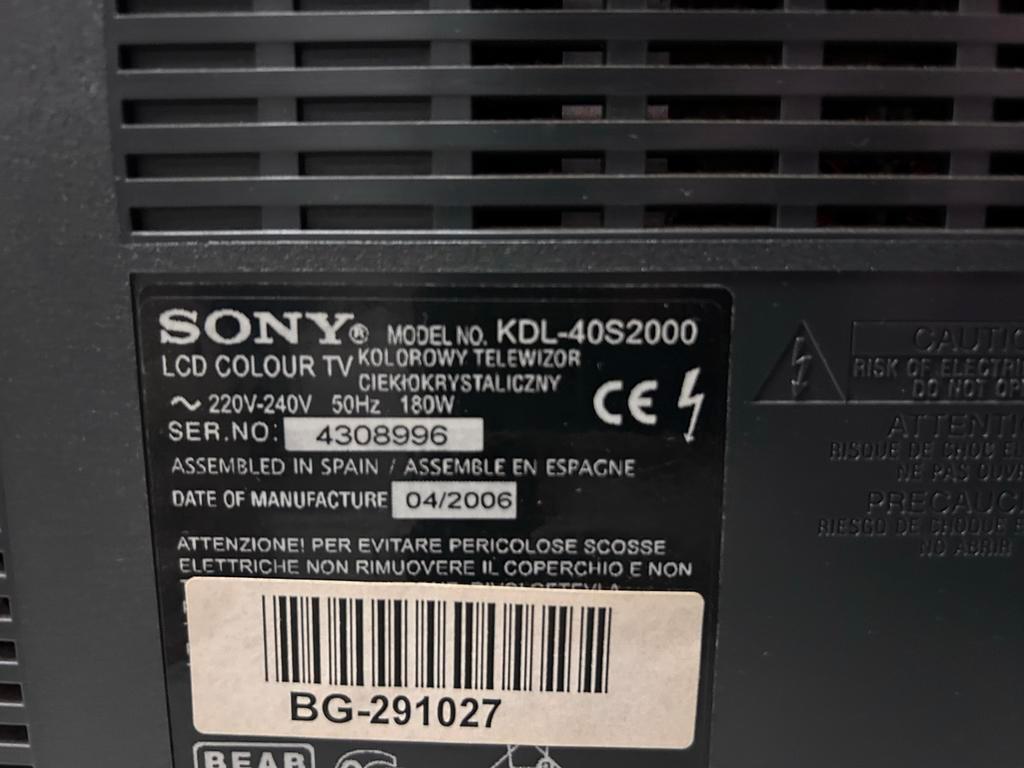 SONY® MODEL NO. KDL-40S2000
LCD COLOUR TV KOLOROWY TELEWIZOR
CIEKŁOKRYSTALICZNY
~ 220V-240V 50Hz 180W
CE
SER.NO: 4308996
ASSEMBLED IN SPAIN / ASSEMBLE EN ESPAGNE
DATE OF MANUFACTURE 04/2006
ATTENZIONE! PER EVITARE PERICOLOSE SCOSSE
ELETTRICHE NON RIMUOVERE IL COPERCHIO E NON
BG-291027
BEAB
CAUTIO
RISK OF ELECTRI
DO NOT OP
ATTENTI
RISQUE DE CHOC EL
NE PAS OUV
PRECAUC
RIESGO DE CHOQUE E
NO ABRIR